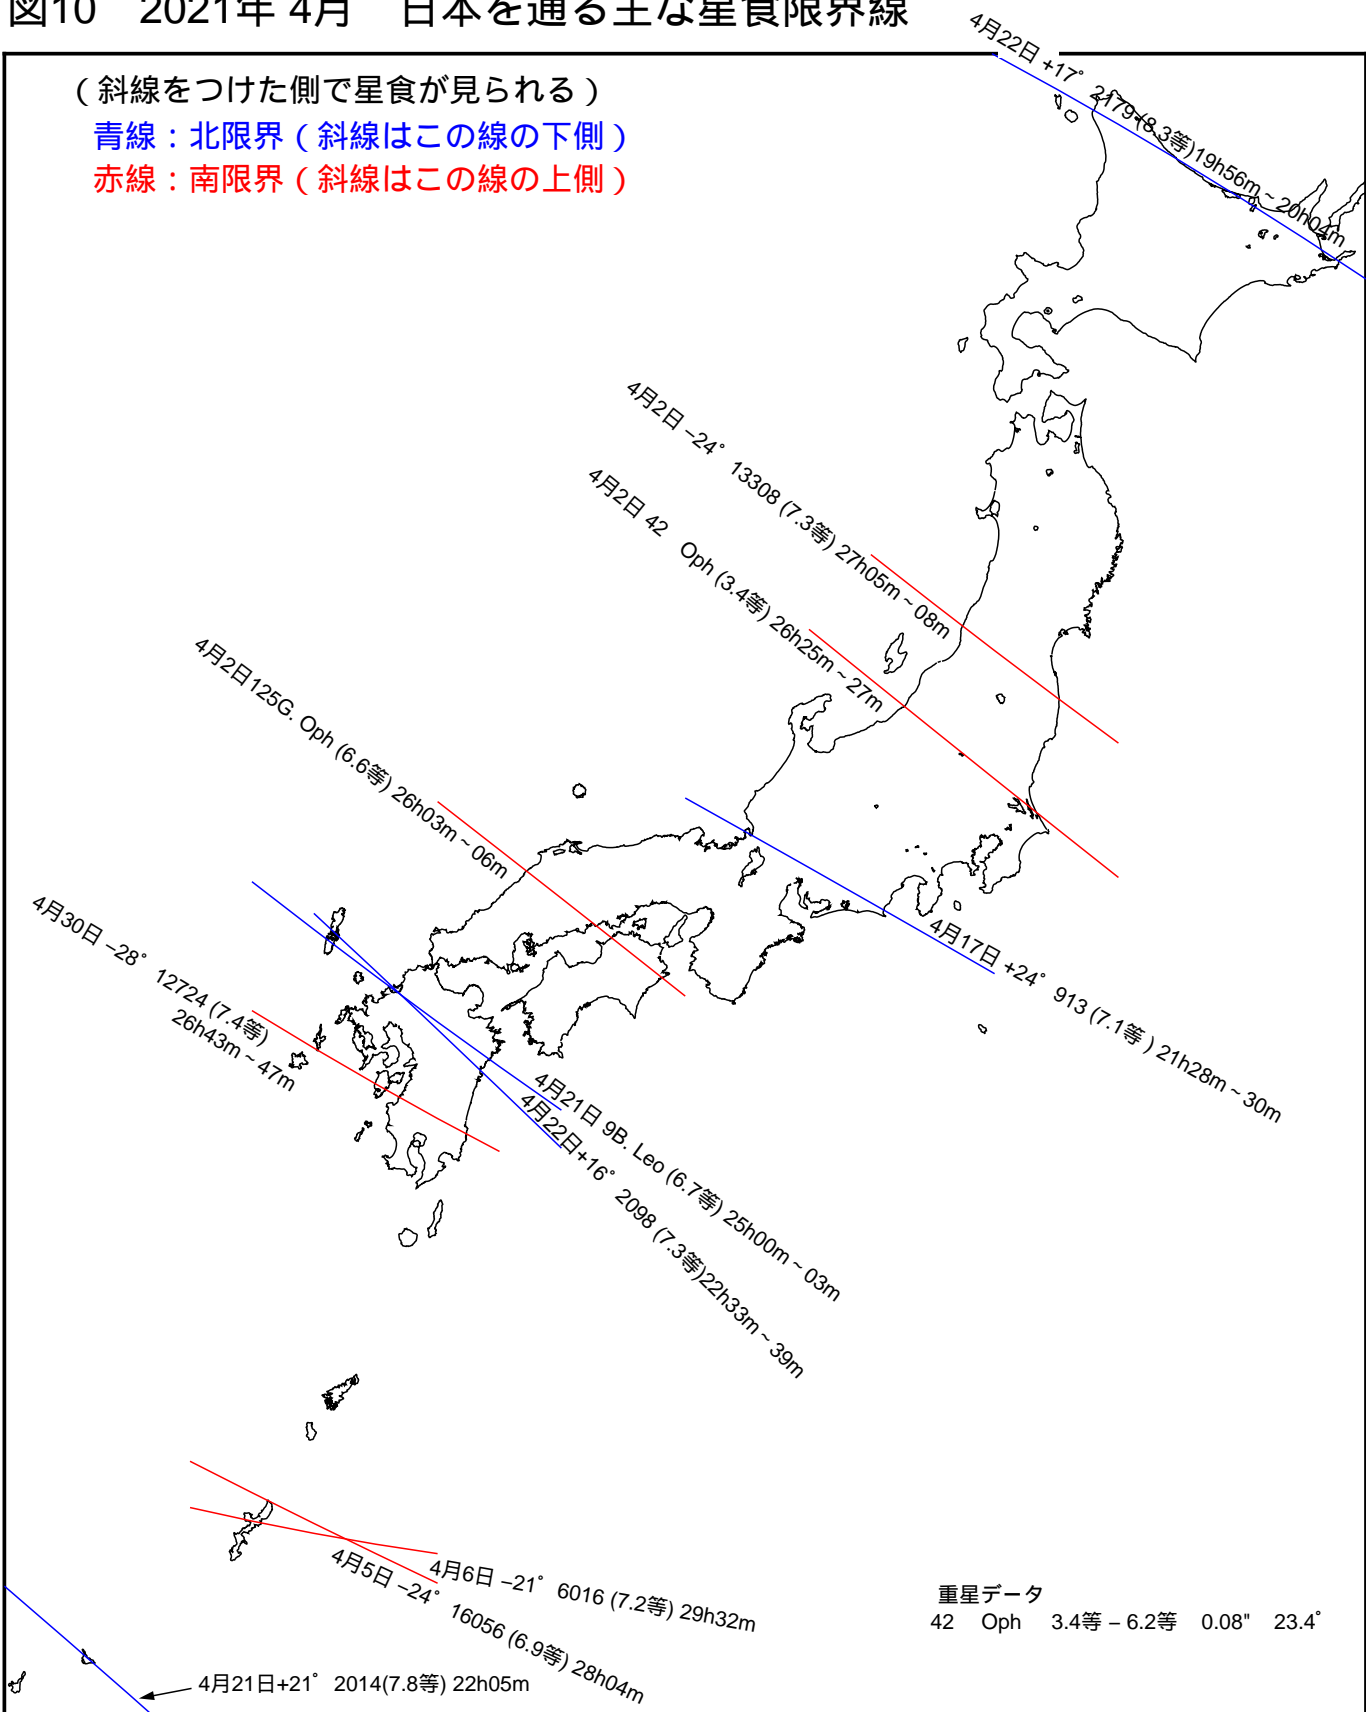 図10　2021年 4月　日本を通る主な星食限界線
4月22日 +17°  2179 (8.3等)19h56m ~ 20h04m
（斜線をつけた側で星食が見られる）
青線：北限界（斜線はこの線の下側）
赤線：南限界（斜線はこの線の上側）
4月2日 −24°  13308 (7.3等) 27h05m ~ 08m
4月2日 42　Oph (3.4等) 26h25m ~ 27m
4月2日125G. Oph (6.6等) 26h03m ~ 06m
4月30日 −28°  12724 (7.4等)
26h43m ~ 47m
4月17日 +24°  913 (7.1等 ) 21h28m ~ 30m
4月21日 9B. Leo (6.7等) 25h00m ~ 03m
4月22日+16°  2098 (7.3等)22h33m ~ 39m
4月6日 −21°  6016 (7.2等) 29h32m
4月5日 −24°  16056 (6.9等) 28h04m
4月21日+21°  2014(7.8等) 22h05m
重星データ
42　Oph　3.4等 − 6.2等　0.08"　23.4°